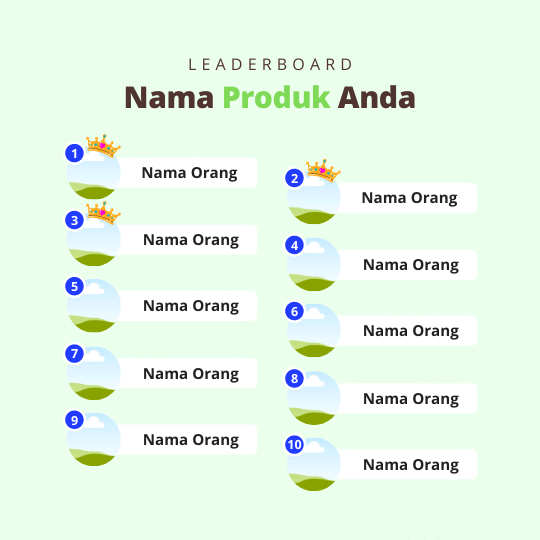 LEADERBOARD
Nama Produk Anda
1
Nama Orang
2
Nama Orang
3
Nama Orang
4
Nama Orang
5
Nama Orang
6
Nama Orang
7
Nama Orang
8
Nama Orang
9
Nama Orang
10
Nama Orang